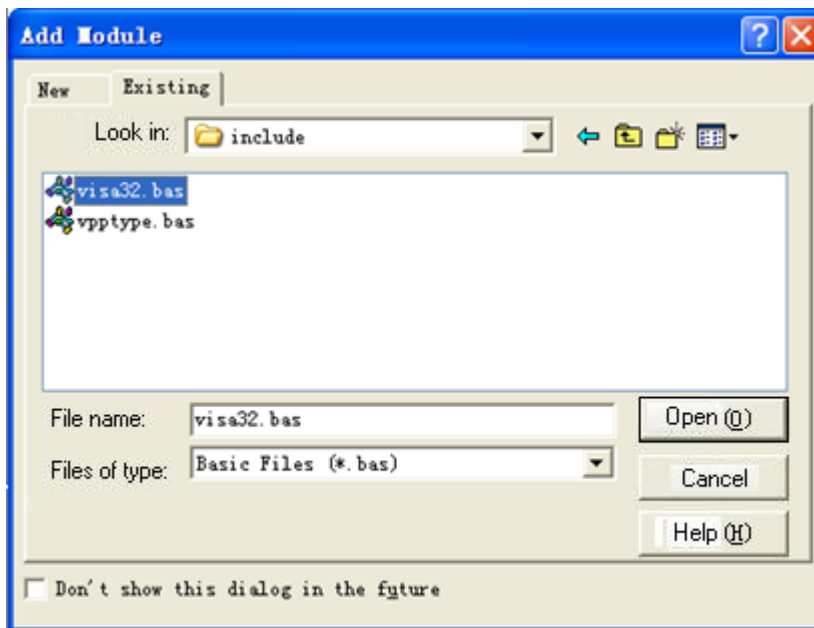 Add Module
New Existing
Look in: include
visa32.bas
vpptype.bas
File name: visa32.bas Open (O)
Files of type: Basic Files (*.bas) Cancel
Help (H)
Don't show this dialog in the future